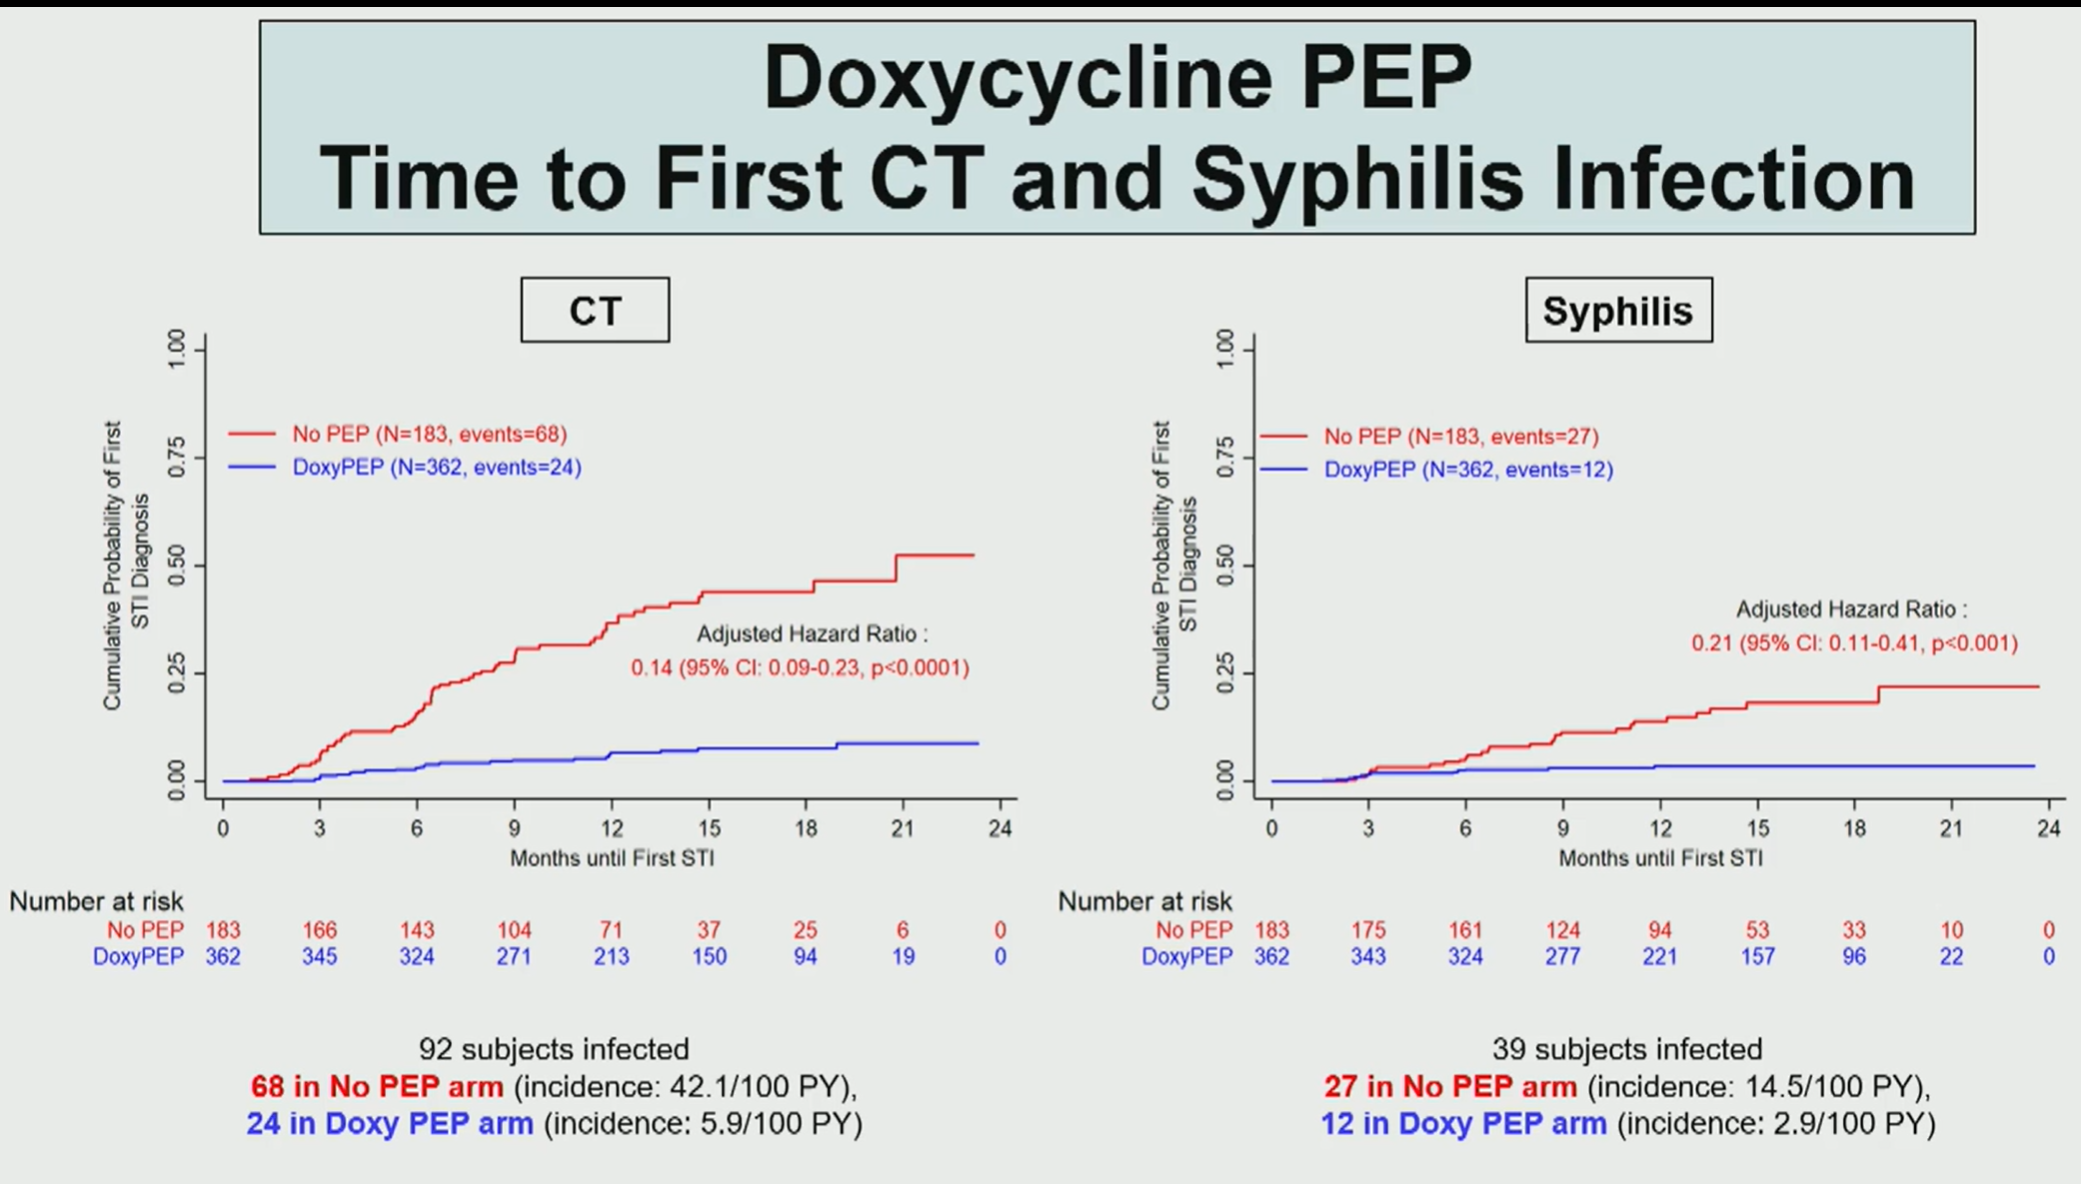 Doxycycline PEP
Time to First CT and Syphilis Infection
CT
Cumulative Probability of First
STI Diagnosis
1.00
0.75
0.50
0.25
0.00
No PEP (N=183, events=68)
DoxyPEP (N=362, events=24)
Adjusted Hazard Ratio :
0.14 (95% CI: 0.09-0.23, p<0.0001)
0 3 6 9 12 15 18 21 24
Months until First STI
Number at risk
No PEP 183 166 143 104 71 37 25 6 0
DoxyPEP 362 345 324 271 213 150 94 19 0
92 subjects infected
68 in No PEP arm (incidence: 42.1/100 PY),
24 in Doxy PEP arm (incidence: 5.9/100 PY)
Syphilis
Cumulative Probability of First
STI Diagnosis
1.00
0.75
0.50
0.25
0.00
No PEP (N=183, events=27)
DoxyPEP (N=362, events=12)
Adjusted Hazard Ratio :
0.21 (95% CI: 0.11-0.41, p<0.001)
0 3 6 9 12 15 18 21 24
Months until First STI
Number at risk
No PEP 183 175 161 124 94 53 33 10 0
DoxyPEP 362 343 324 277 221 157 96 22 0
39 subjects infected
27 in No PEP arm (incidence: 14.5/100 PY),
12 in Doxy PEP arm (incidence: 2.9/100 PY)